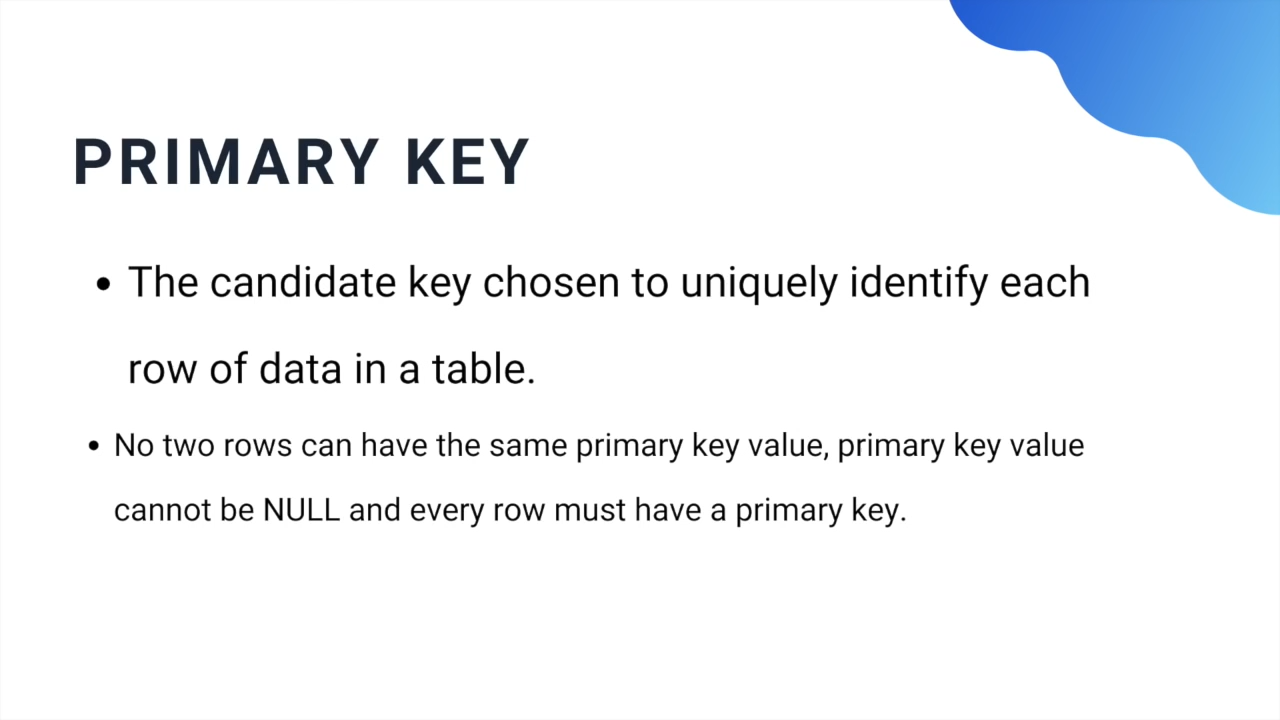 PRIMARY KEY
• The candidate key chosen to uniquely identify each
row of data in a table.
• No two rows can have the same primary key value, primary key value
cannot be NULL and every row must have a primary key.